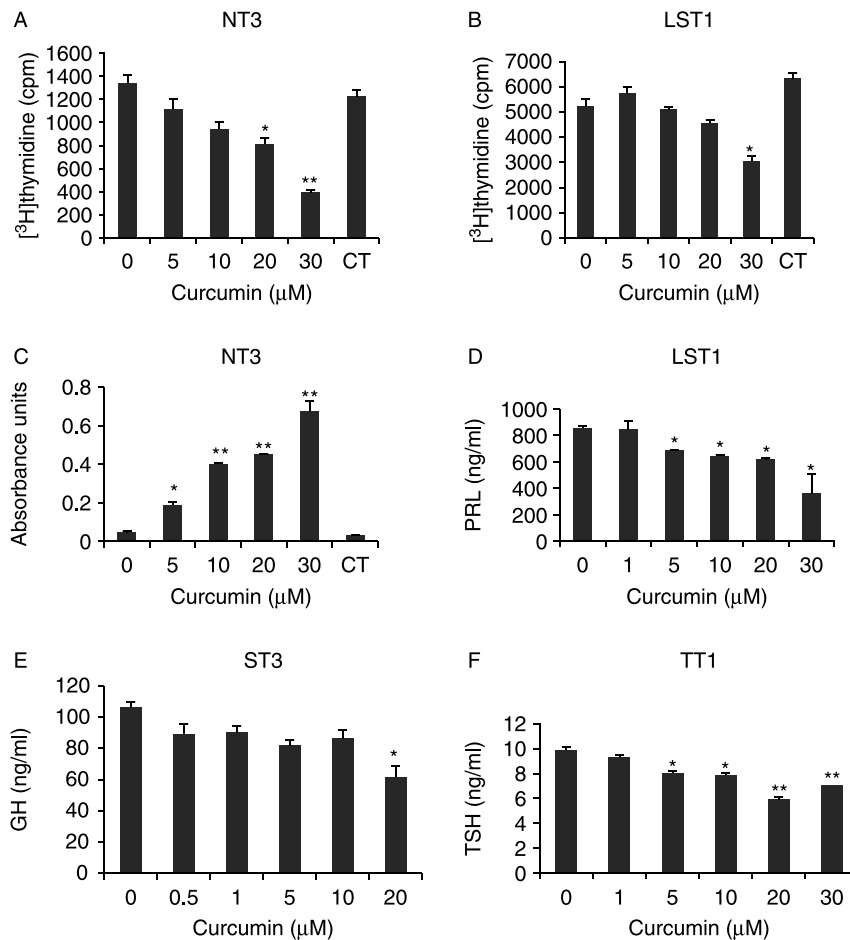 A
NT3
[³H]thymidine (cpm)
1600
1400
1200
1000
800
600
400
200
0
*
**
0 5 10 20 30 CT
Curcumin (μM)
B
LST1
[³H]thymidine (cpm)
7000
6000
5000
4000
3000
2000
1000
0
*
0 5 10 20 30 CT
Curcumin (μM)
C
NT3
Absorbance units
0.8
0.6
0.4
0.2
0
*
**
**
**
0 5 10 20 30 CT
Curcumin (μM)
D
LST1
PRL (ng/ml)
1000
800
600
400
200
0
*
*
*
*
0 1 5 10 20 30
Curcumin (μM)
E
ST3
GH (ng/ml)
120
100
80
60
40
20
0
*
0 0.5 1 5 10 20
Curcumin (μM)
F
TT1
TSH (ng/ml)
12
10
8
6
4
2
0
*
*
**
**
0 1 5 10 20 30
Curcumin (μM)